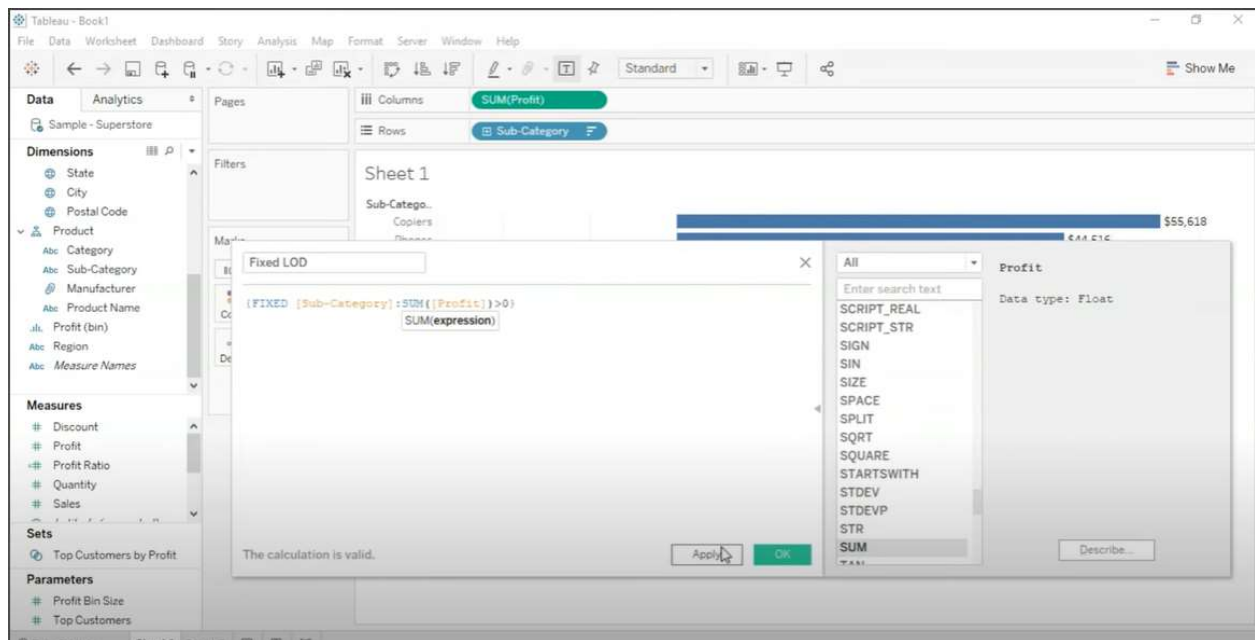 Tableau - Book1
File Data Worksheet Dashboard Story Analysis Map Format Server Window Help
Standard
Show Me
Data Analytics
Pages
Columns
SUM(Profit)
Sample - Superstore
Rows
Sub-Category
Dimensions
Filters
State
City
Postal Code
Product
Category
Sub-Category
Manufacturer
Product Name
Profit (bin)
Region
Measure Names
Abc
Abc
Abc
Abc
Abc
Measures
Discount
Profit
Profit Ratio
Quantity
Sales
Sets
Top Customers by Profit
Parameters
Profit Bin Size
Top Customers
Sheet 1
Sub-Catego..
Copiers
$55,618
Fixed LOD
{FIXED [Sub-Category]:SUM([Profit])>0}
SUM(expression)
The calculation is valid.
Apply
OK
All
Enter search text
SCRIPT_REAL
SCRIPT_STR
SIGN
SIN
SIZE
SPACE
SPLIT
SQRT
SQUARE
STARTSWITH
STDEV
STDEVP
STR
SUM
Profit
Data type: Float
Describe...